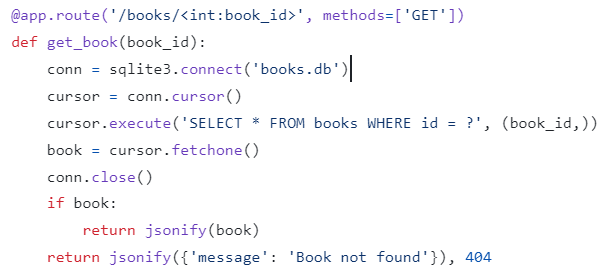 @app.route('/books/<int:book_id>', methods=['GET'])
def get_book(book_id):
    conn = sqlite3.connect('books.db')
    cursor = conn.cursor()
    cursor.execute('SELECT * FROM books WHERE id = ?', (book_id,))
    book = cursor.fetchone()
    conn.close()
    if book:
        return jsonify(book)
    return jsonify({'message': 'Book not found'}), 404